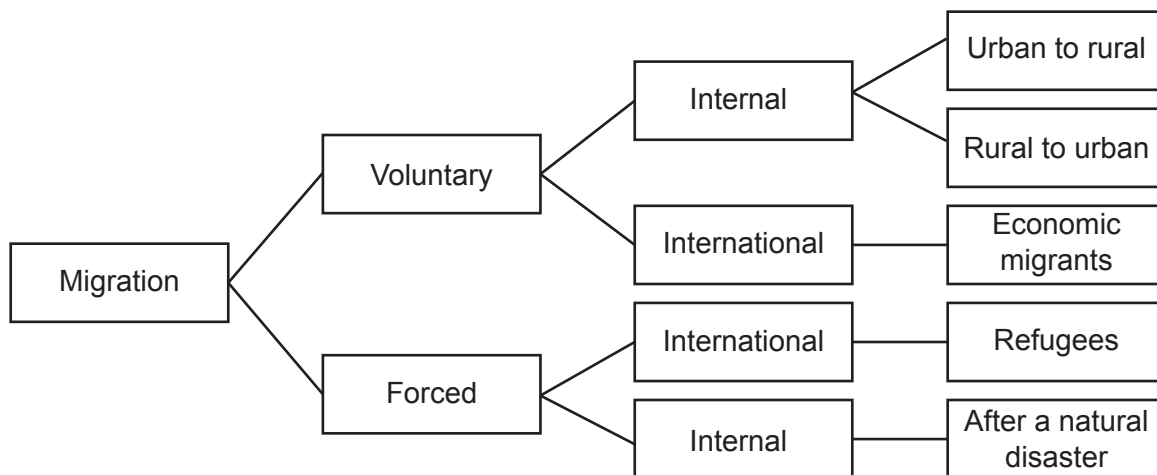 Migration
Voluntary
Forced
Internal
International
International
Internal
Urban to rural
Rural to urban
Economic
migrants
Refugees
After a natural
disaster